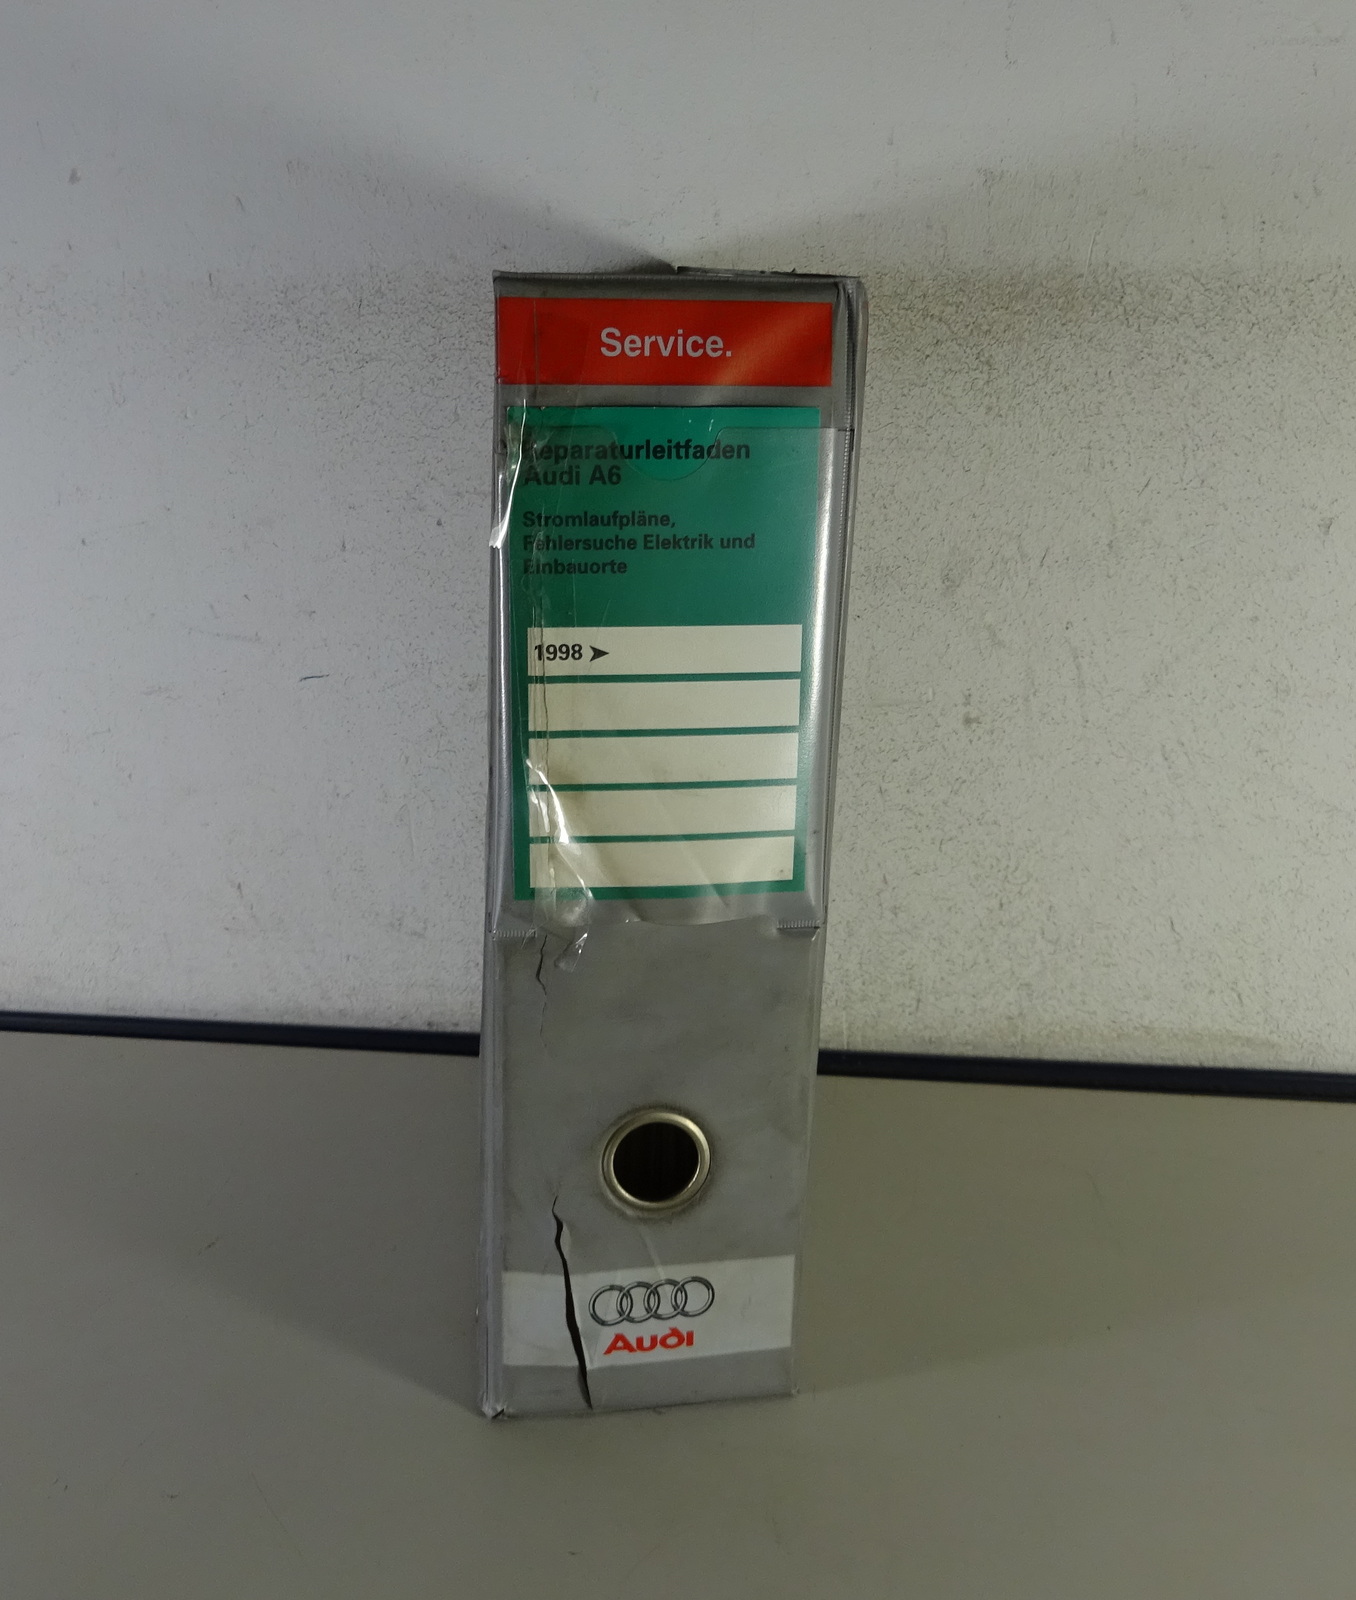 Service.
Reparaturleitfaden
Audi A6
Stromlaufpläne,
Fehlersuche Elektrik und
Einbauorte
1998 ➤
Audi